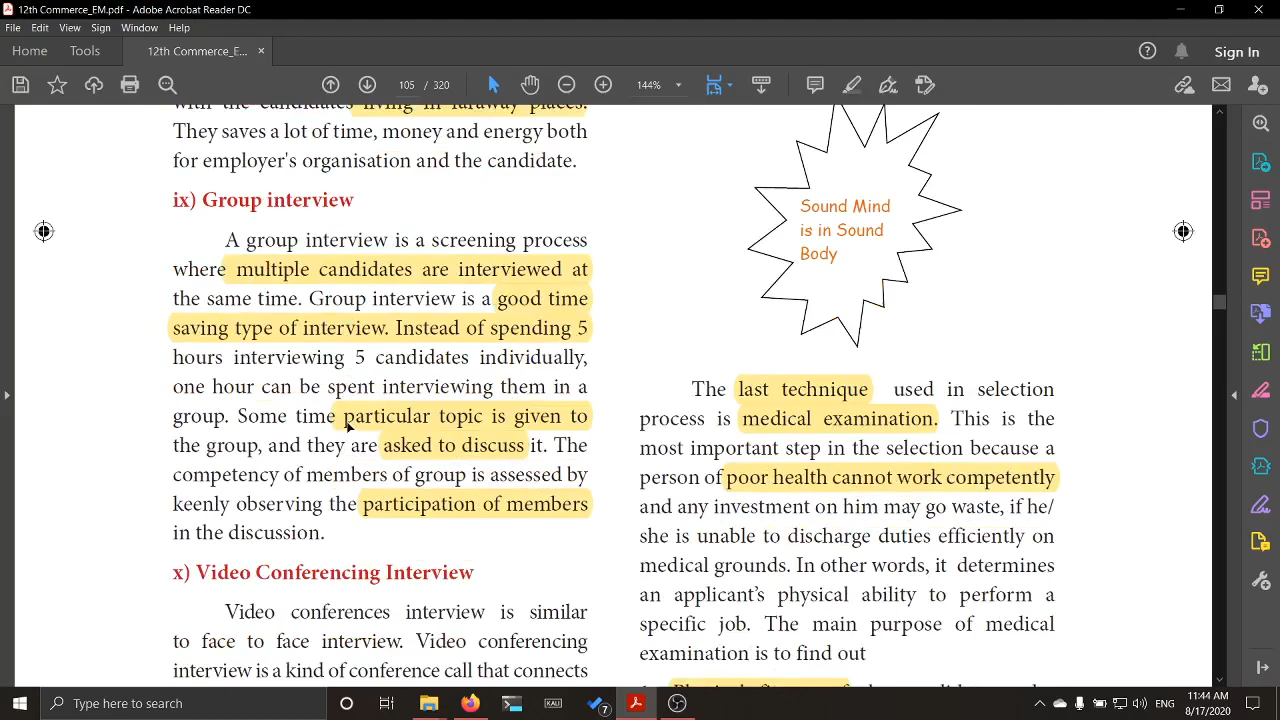 12th Commerce_EM.pdf - Adobe Acrobat Reader DC
File Edit View Sign Window Help
Home Tools 12th Commerce_E... × Sign In
105 / 320 144%
with the candidates living in faraway places.
They saves a lot of time, money and energy both
for employer's organisation and the candidate.
ix) Group interview
A group interview is a screening process
where multiple candidates are interviewed at
the same time. Group interview is a good time
saving type of interview. Instead of spending 5
hours interviewing 5 candidates individually,
one hour can be spent interviewing them in a
group. Some time particular topic is given to
the group, and they are asked to discuss it. The
competency of members of group is assessed by
keenly observing the participation of members
in the discussion.
x) Video Conferencing Interview
Video conferences interview is similar
to face to face interview. Video conferencing
interview is a kind of conference call that connects
Sound Mind
is in Sound
Body
The last technique used in selection
process is medical examination. This is the
most important step in the selection because a
person of poor health cannot work competently
and any investment on him may go waste, if he/
she is unable to discharge duties efficiently on
medical grounds. In other words, it determines
an applicant's physical ability to perform a
specific job. The main purpose of medical
examination is to find out
Type here to search
KALI
7
11:44 AM
8/17/2020